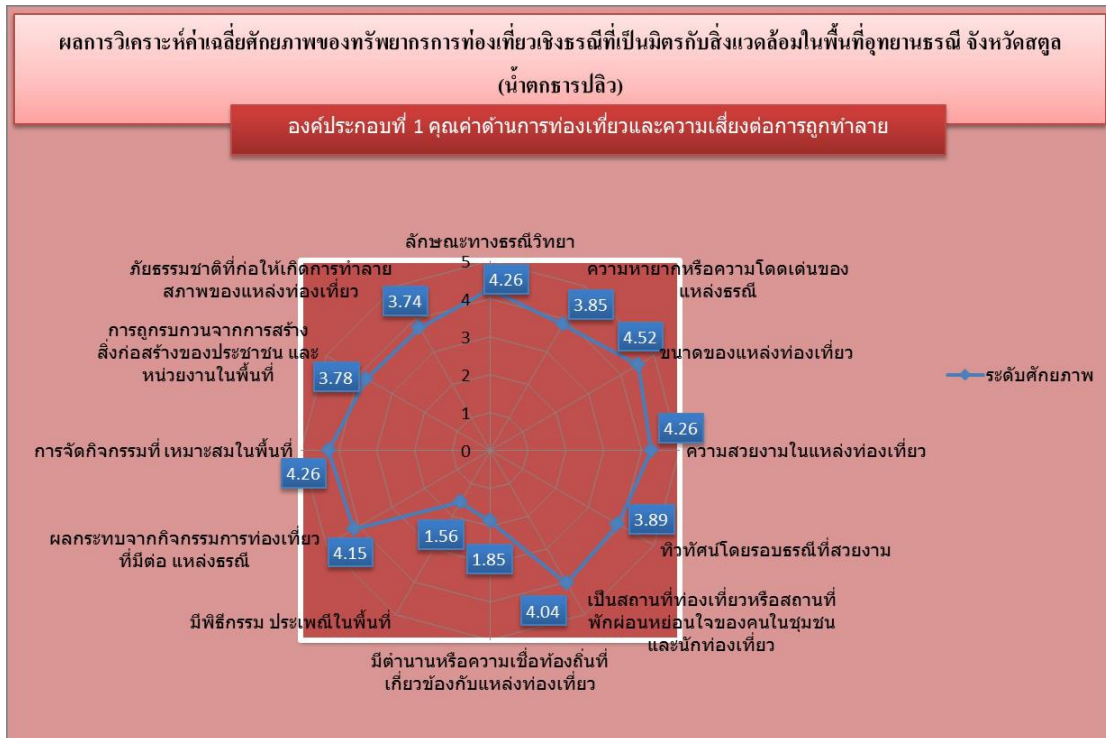 ผลการวิเคราะห์ค่าเฉลี่ยศักยภาพของทรัพยากรการท่องเที่ยวเชิงธรณีที่เป็นมิตรกับสิ่งแวดล้อมในพื้นที่อุทยานธรณี จังหวัดสตูล
(น้ำตกธารปลิว)
องค์ประกอบที่ 1 คุณค่าด้านการท่องเที่ยวและความเสี่ยงต่อการถูกทำลาย
ลักษณะทางธรณีวิทยา
4.26
ความหายากหรือความโดดเด่นของ
แหล่งธรณี
3.85
ขนาดของแหล่งท่องเที่ยว
4.52
ความสวยงามในแหล่งท่องเที่ยว
4.26
ทิวทัศน์โดยรอบธรณีที่สวยงาม
3.89
เป็นสถานที่ท่องเที่ยวหรือสถานที่
พักผ่อนหย่อนใจของคนในชุมชน
และนักท่องเที่ยว
4.04
มีตำนานหรือความเชื่อท้องถิ่นที่
เกี่ยวข้องกับแหล่งท่องเที่ยว
1.85
มีพิธีกรรม ประเพณีในพื้นที่
1.56
ผลกระทบจากกิจกรรมการท่องเที่ยว
ที่มีต่อ แหล่งธรณี
4.15
การจัดกิจกรรมที่ เหมาะสมในพื้นที่
4.26
การถูกรบกวนจากการสร้าง
สิ่งก่อสร้างของประชาชน และ
หน่วยงานในพื้นที่
3.78
ภัยธรรมชาติที่ก่อให้เกิดการทำลาย
สภาพของแหล่งท่องเที่ยว
3.74
5
4
3
2
1
0
ระดับศักยภาพ